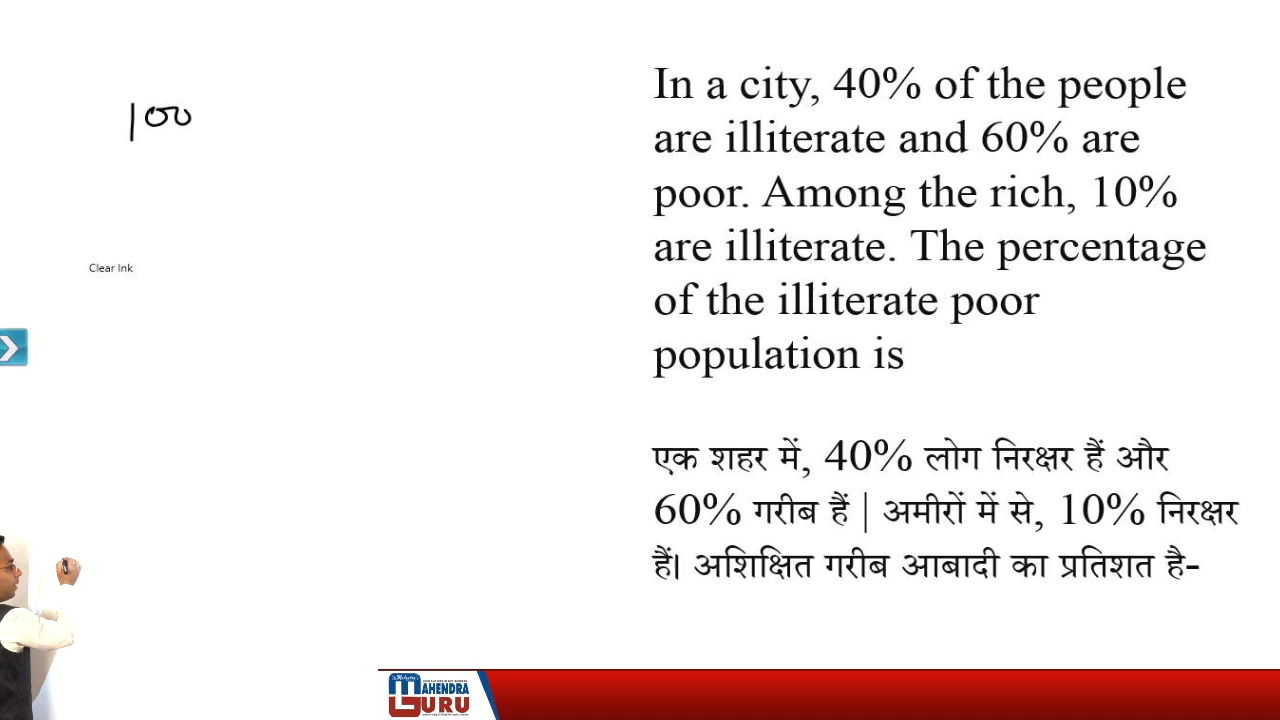 100
Clear Ink
In a city, 40% of the people
are illiterate and 60% are
poor. Among the rich, 10%
are illiterate. The percentage
of the illiterate poor
population is
एक शहर में, 40% लोग निरक्षर हैं और
60% गरीब हैं | अमीरों में से, 10% निरक्षर
हैं। अशिक्षित गरीब आबादी का प्रतिशत है-
MAHENDRA
GURU